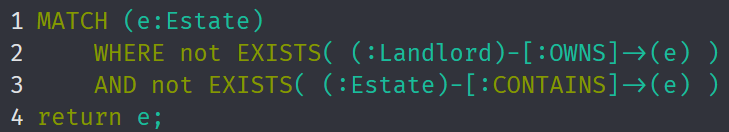 1 MATCH (e:Estate)
2 WHERE not EXISTS( (:Landlord)-[:OWNS]->(e) )
3 AND not EXISTS( (:Estate)-[:CONTAINS]->(e) )
4 return e;